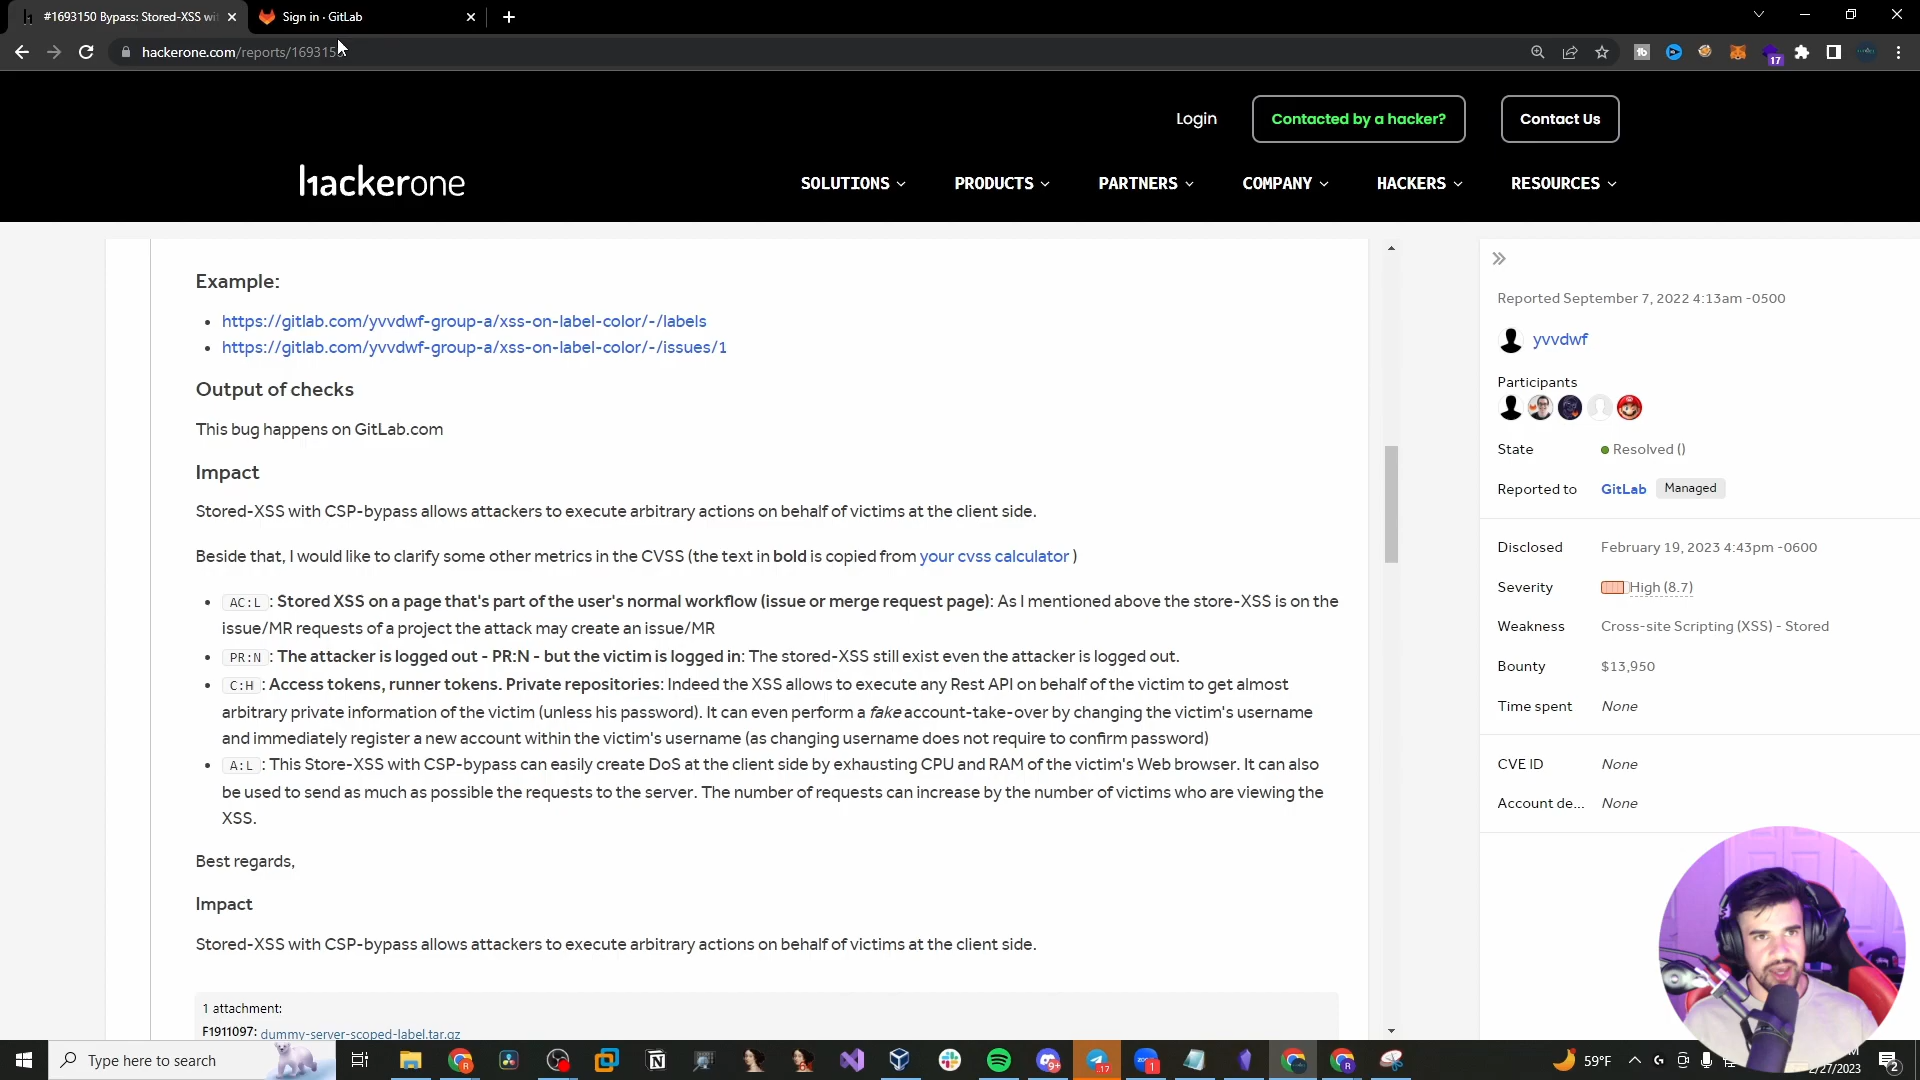 #1693150 Bypass: Stored-XSS wi
Sign in · GitLab
hackerone.com/reports/169315
17
Login
Contacted by a hacker?
Contact Us
hackerone
SOLUTIONS
PRODUCTS
PARTNERS
COMPANY
HACKERS
RESOURCES
Example:
• https://gitlab.com/yvvdwf-group-a/xss-on-label-color/-/labels
• https://gitlab.com/yvvdwf-group-a/xss-on-label-color/-/issues/1
Output of checks
This bug happens on GitLab.com
Impact
Stored-XSS with CSP-bypass allows attackers to execute arbitrary actions on behalf of victims at the client side.
Beside that, I would like to clarify some other metrics in the CVSS (the text in bold is copied from your cvss calculator )
• AC:L : Stored XSS on a page that's part of the user's normal workflow (issue or merge request page): As I mentioned above the store-XSS is on the
issue/MR requests of a project the attack may create an issue/MR
• PR:N : The attacker is logged out - PR:N - but the victim is logged in: The stored-XSS still exist even the attacker is logged out.
• C:H : Access tokens, runner tokens. Private repositories: Indeed the XSS allows to execute any Rest API on behalf of the victim to get almost
arbitrary private information of the victim (unless his password). It can even perform a fake account-take-over by changing the victim's username
and immediately register a new account within the victim's username (as changing username does not require to confirm password)
• A:L : This Store-XSS with CSP-bypass can easily create DoS at the client side by exhausting CPU and RAM of the victim's Web browser. It can also
be used to send as much as possible the requests to the server. The number of requests can increase by the number of victims who are viewing the
XSS.
Best regards,
Impact
Stored-XSS with CSP-bypass allows attackers to execute arbitrary actions on behalf of victims at the client side.
1 attachment:
F1911097: dummy-server-scoped-label.tar.gz
Reported September 7, 2022 4:13am -0500
yvvdwf
Participants
State Resolved ()
Reported to GitLab Managed
Disclosed February 19, 2023 4:43pm -0600
Severity High (8.7)
Weakness Cross-site Scripting (XSS) - Stored
Bounty $13,950
Time spent None
CVE ID None
Account de... None
Type here to search
59°F
2/27/2023
2